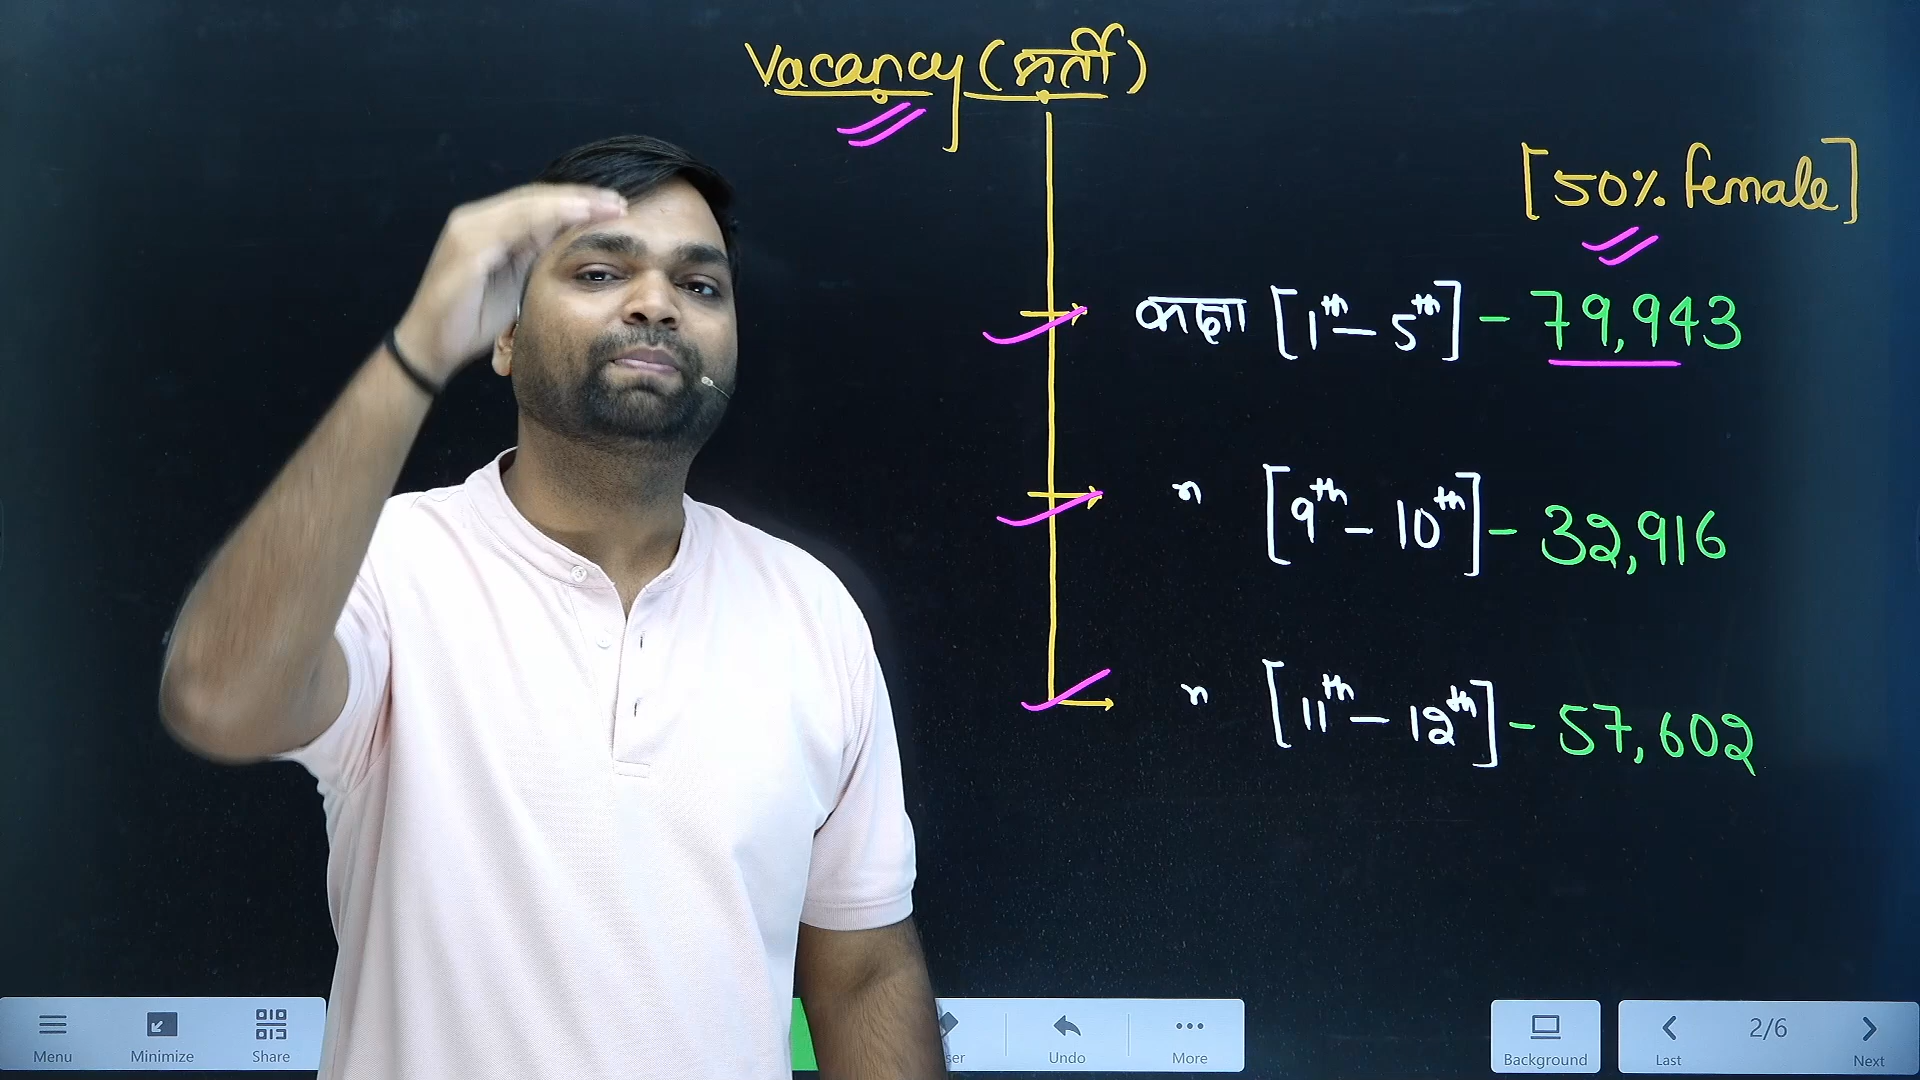 Vacancy (भर्ती)
[50% female]
कक्षा [1th - 5th] - 79,943
" [9th - 10th] - 32,916
" [11th - 12th] - 57,602
Menu Minimize Share Undo More Background Last 2/6 Next